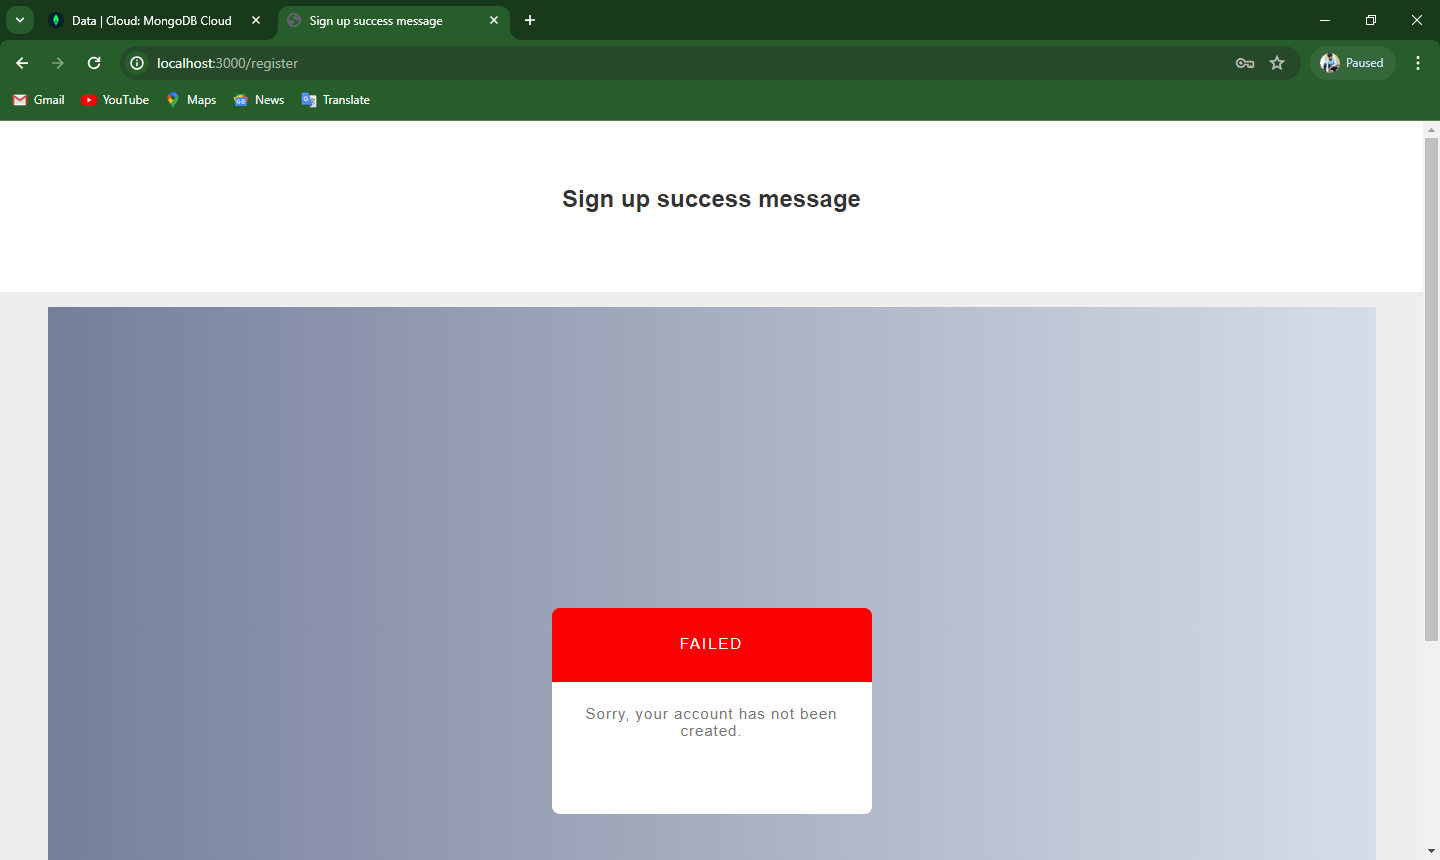 Data | Cloud: MongoDB Cloud
Sign up success message
localhost:3000/register
Paused
Gmail
YouTube
Maps
News
Translate
Sign up success message
FAILED
Sorry, your account has not been
created.